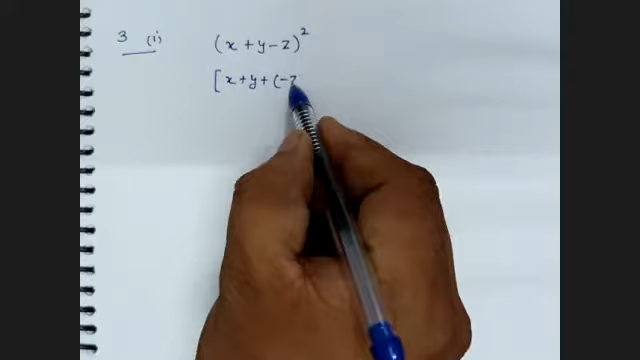 3 (i) (x + y - z)²
[x + y + (-z